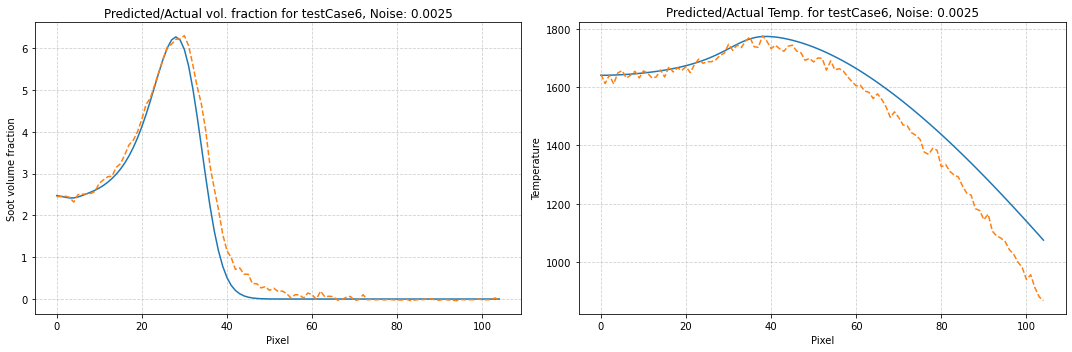 Predicted/Actual vol. fraction for testCase6, Noise: 0.0025
Soot volume fraction
6
5
4
3
2
1
0
0 20 40 60 80 100
Pixel
Predicted/Actual Temp. for testCase6, Noise: 0.0025
Temperature
1800
1600
1400
1200
1000
0 20 40 60 80 100
Pixel